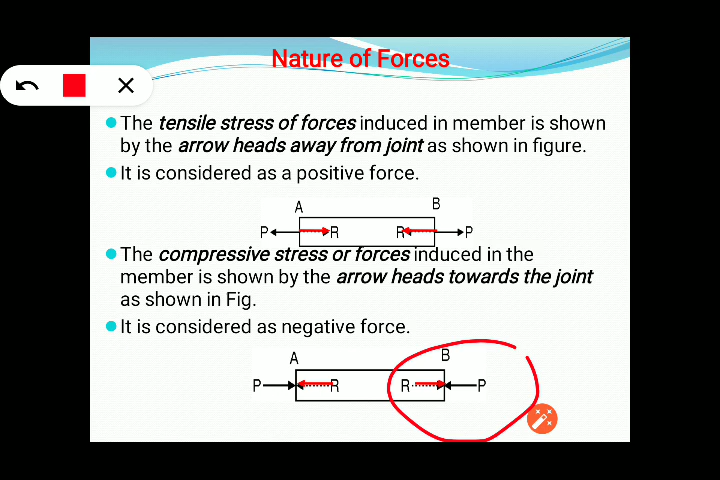 Nature of Forces
The tensile stress of forces induced in member is shown
by the arrow heads away from joint as shown in figure.
It is considered as a positive force.
A B
P R R P
The compressive stress or forces induced in the
member is shown by the arrow heads towards the joint
as shown in Fig.
It is considered as negative force.
A B
P R R P